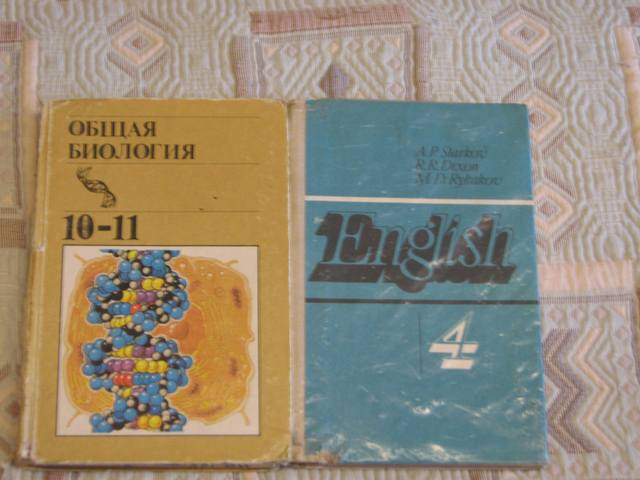 ОБЩАЯ
БИОЛОГИЯ
10-11
A.P. Starkov
R.R. Dixon
M.D. Rybakov
English
4